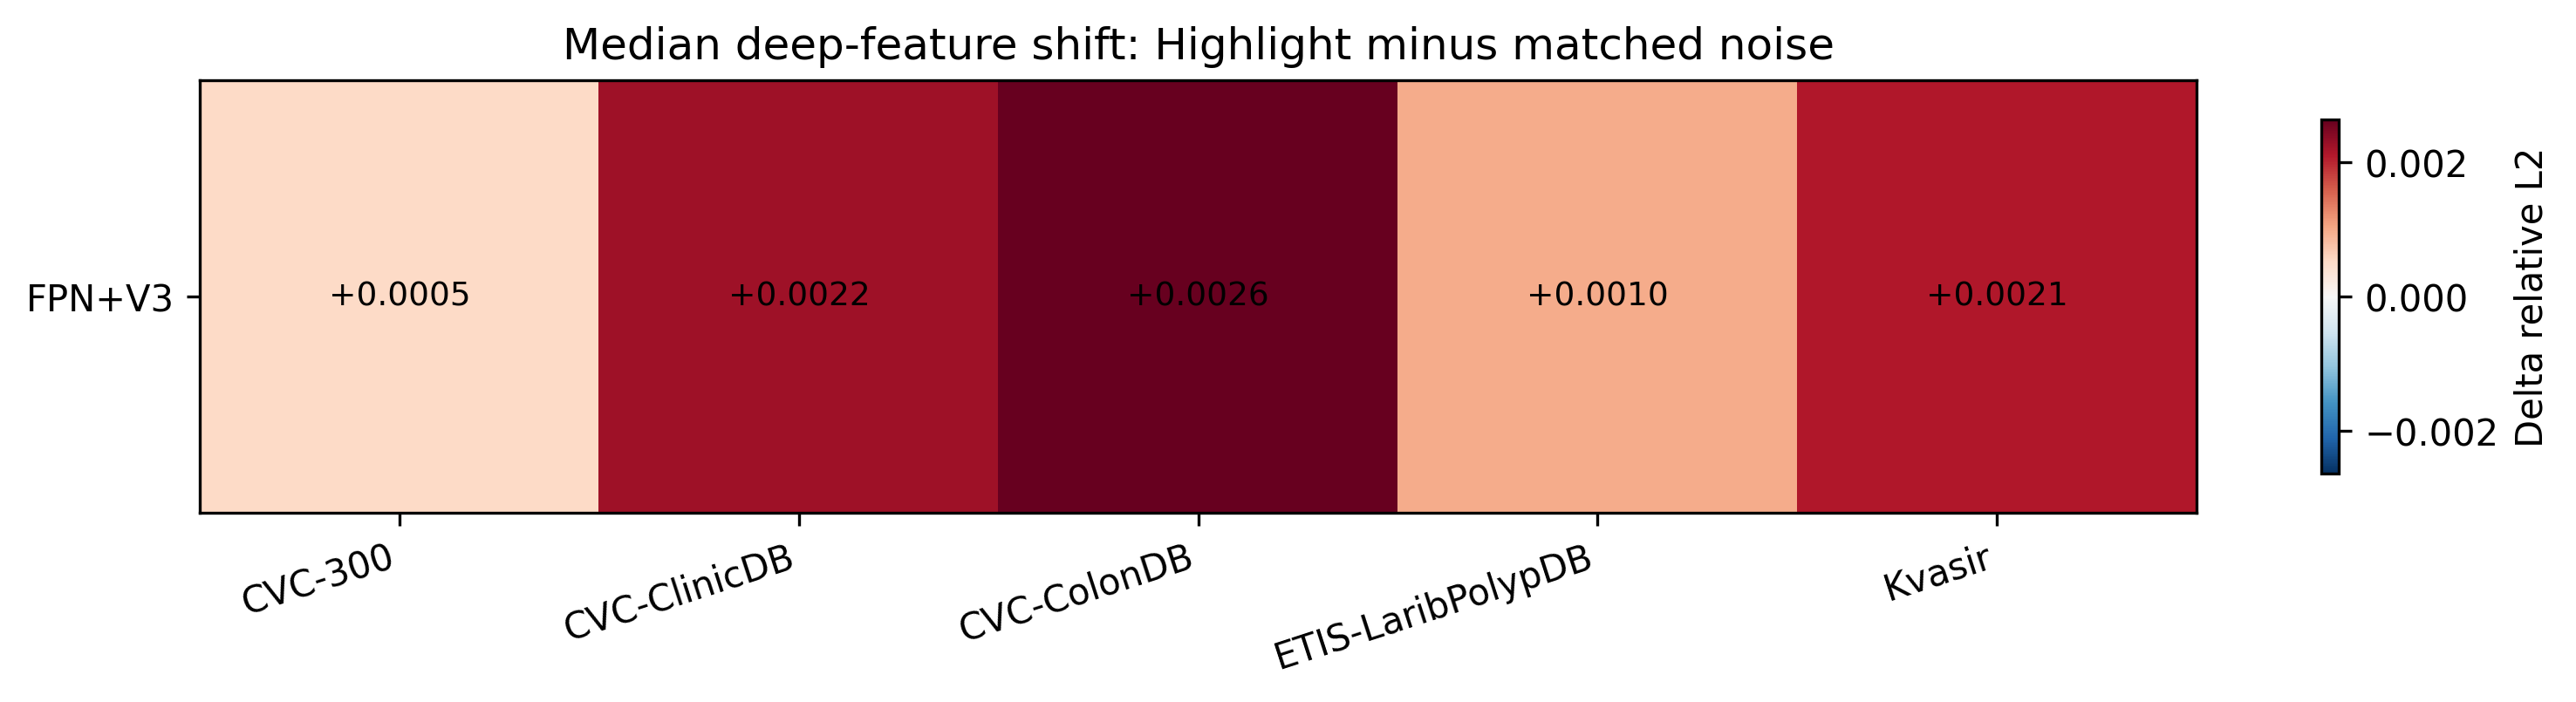 Median deep-feature shift: Highlight minus matched noise
FPN+V3
+0.0005
+0.0022
+0.0026
+0.0010
+0.0021
CVC-300
CVC-ClinicDB
CVC-ColonDB
ETIS-LaribPolypDB
Kvasir
0.002
0.000
−0.002
Delta relative L2